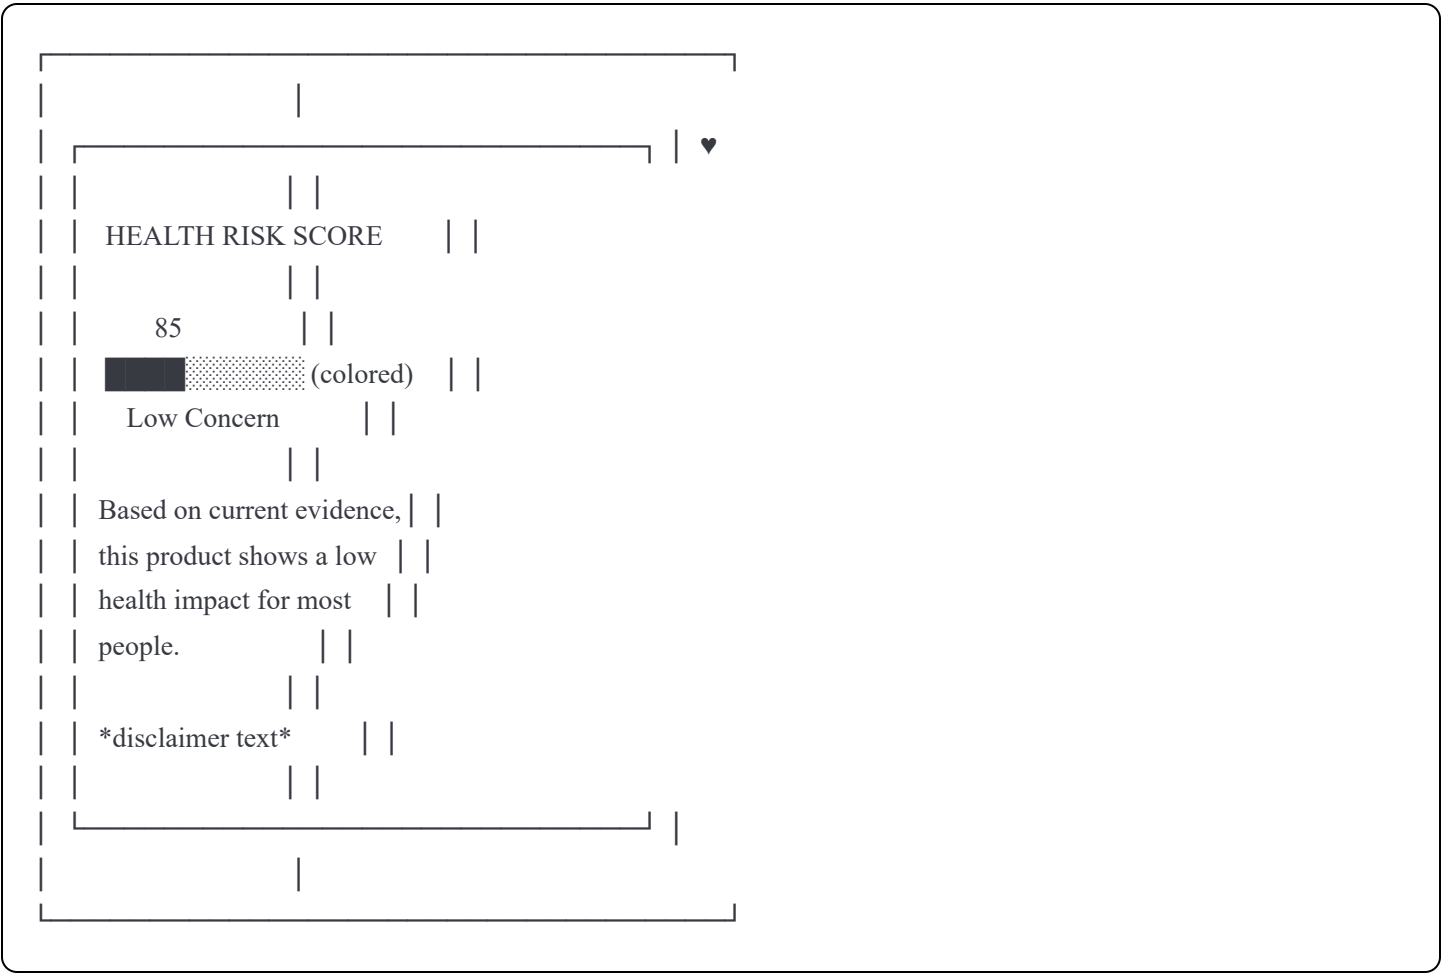 ♥
HEALTH RISK SCORE
85
████░░░░░░ (colored)
Low Concern
Based on current evidence,
this product shows a low
health impact for most
people.
*disclaimer text*